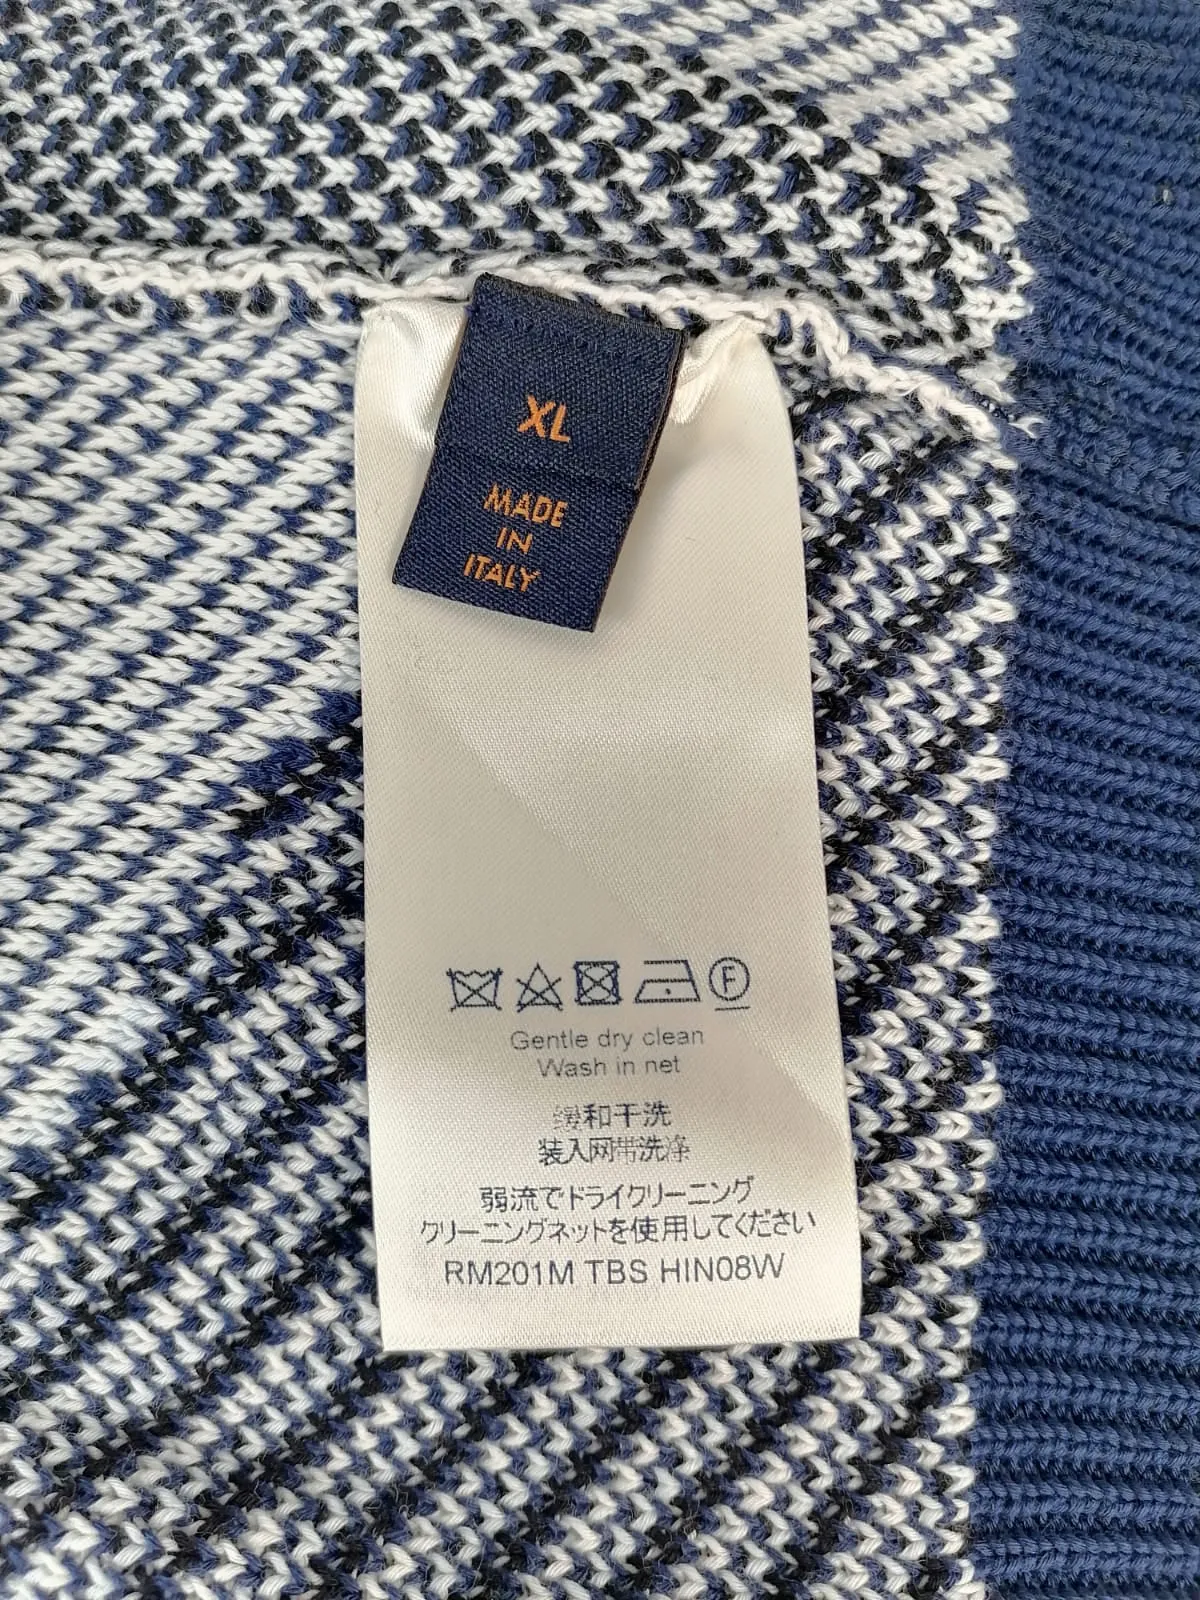 XL
MADE
IN
ITALY
F
Gentle dry clean
Wash in net
缓和干洗
装入网带洗涤
弱流でドライクリーニング
クリーニングネットを使用してください
RM201M TBS HIN08W